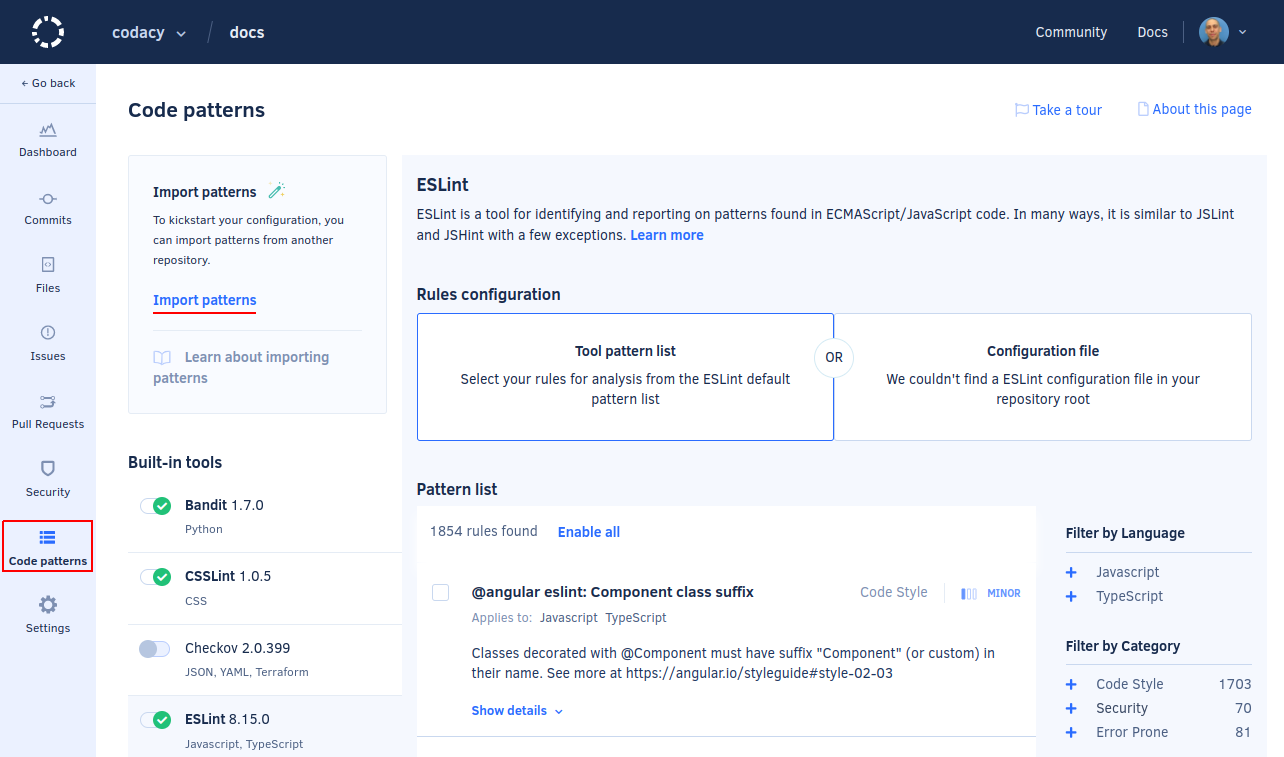 codacy / docs
Community
Docs
← Go back
Dashboard
Commits
Files
Issues
Pull Requests
Security
Code patterns
Settings
Code patterns
Take a tour
About this page
Import patterns
To kickstart your configuration, you
can import patterns from another
repository.
Import patterns
Learn about importing
patterns
Built-in tools
Bandit 1.7.0
Python
CSSLint 1.0.5
CSS
Checkov 2.0.399
JSON, YAML, Terraform
ESLint 8.15.0
Javascript, TypeScript
ESLint
ESLint is a tool for identifying and reporting on patterns found in ECMAScript/JavaScript code. In many ways, it is similar to JSLint
and JSHint with a few exceptions. Learn more
Rules configuration
Tool pattern list
Select your rules for analysis from the ESLint default
pattern list
OR
Configuration file
We couldn't find a ESLint configuration file in your
repository root
Pattern list
1854 rules found Enable all
@angular eslint: Component class suffix
Code Style
MINOR
Applies to: Javascript TypeScript
Classes decorated with @Component must have suffix "Component" (or custom) in
their name. See more at https://angular.io/styleguide#style-02-03
Show details
Filter by Language
+ Javascript
+ TypeScript
Filter by Category
+ Code Style 1703
+ Security 70
+ Error Prone 81